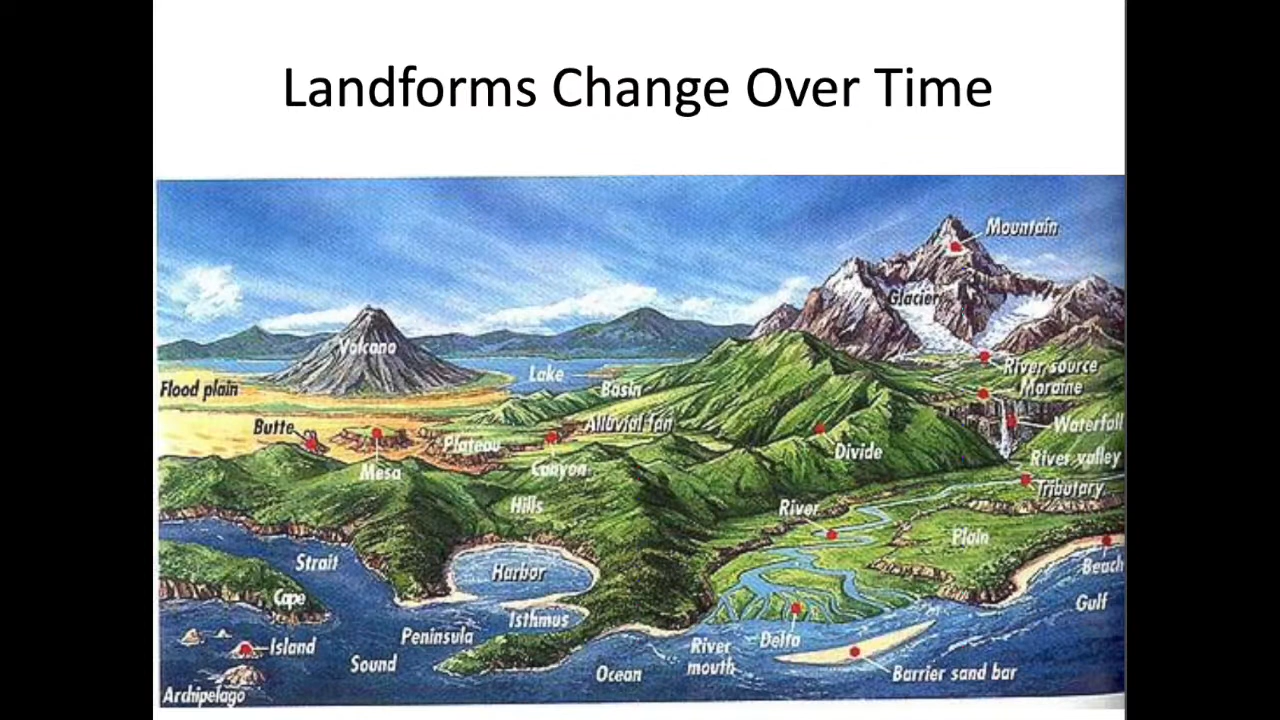 Landforms Change Over Time
Mountain
Glacier
Volcano
River source
Lake
Moraine
Flood plain
Basin
Butte
Alluvial fan
Waterfall
Plateau
Divide
River valley
Mesa
Canyon
Tributary
Hills
River
Plain
Strait
Harbor
Beach
Cape
Gulf
Isthmus
Peninsula
Delta
Island
River
mouth
Sound
Ocean
Barrier sand bar
Archipelago